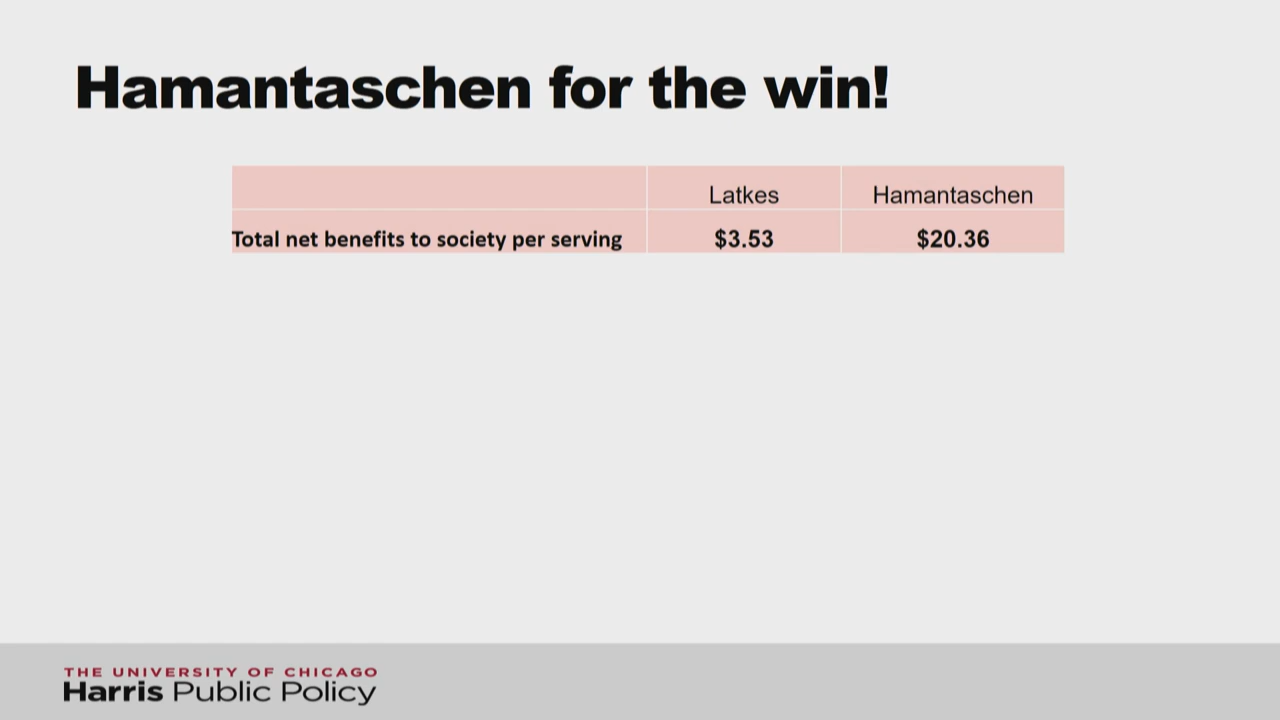 Hamantaschen for the win!
Latkes Hamantaschen
Total net benefits to society per serving $3.53 $20.36
THE UNIVERSITY OF CHICAGO
Harris Public Policy